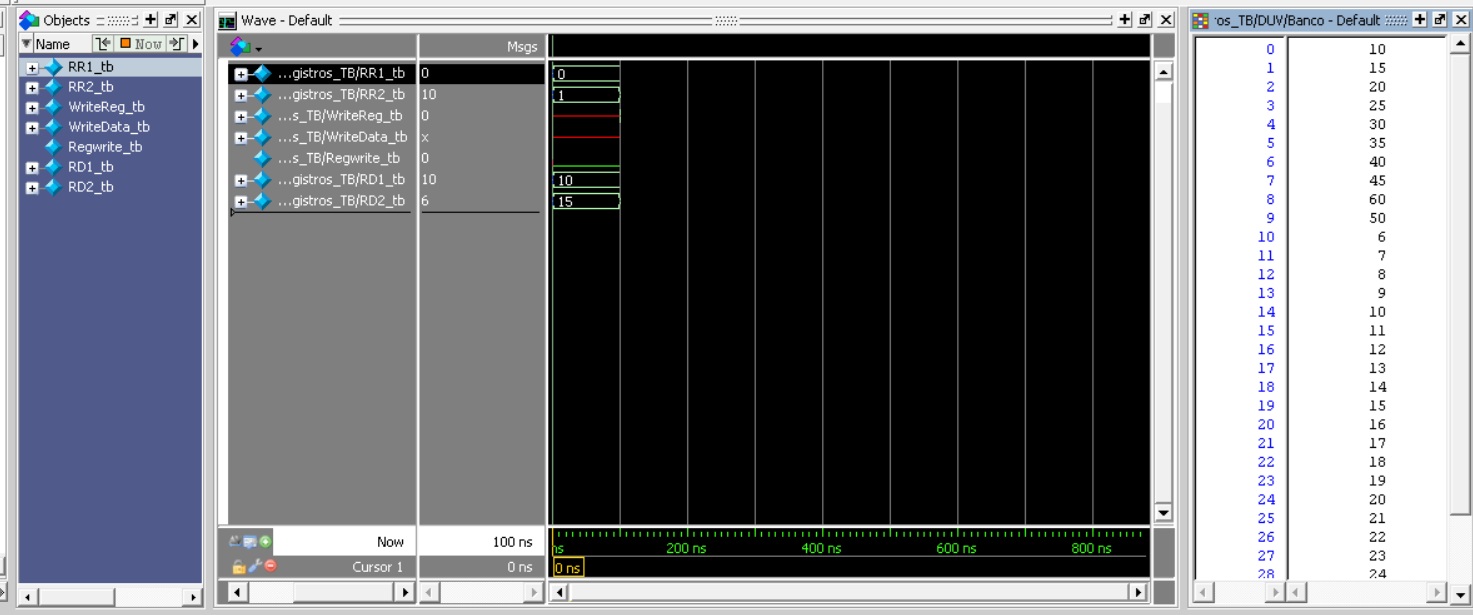 Objects
Name Now
RR1_tb
RR2_tb
WriteReg_tb
WriteData_tb
Regwrite_tb
RD1_tb
RD2_tb
Wave - Default
Msgs
...gistros_TB/RR1_tb 0 0
...gistros_TB/RR2_tb 10 1
...s_TB/WriteReg_tb 0
...s_TB/WriteData_tb x
...s_TB/Regwrite_tb 0
...gistros_TB/RD1_tb 10 10
...gistros_TB/RD2_tb 6 15
Now 100 ns ns 200 ns 400 ns 600 ns 800 ns
Cursor 1 0 ns 0 ns
ros_TB/DUV/Banco - Default
0 10
1 15
2 20
3 25
4 30
5 35
6 40
7 45
8 60
9 50
10 6
11 7
12 8
13 9
14 10
15 11
16 12
17 13
18 14
19 15
20 16
21 17
22 18
23 19
24 20
25 21
26 22
27 23
28 24